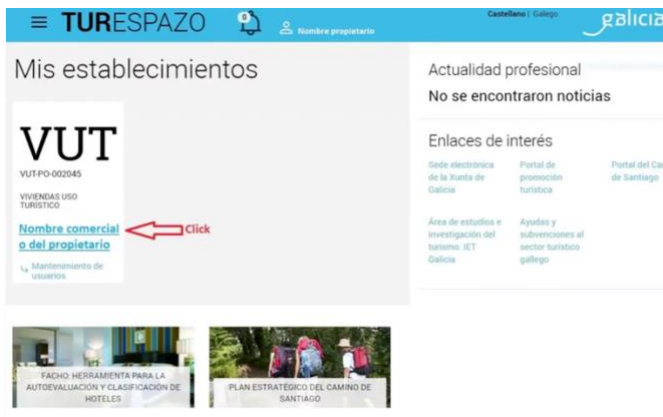 TURESPAZO
0
Nombre propietario
Castellano | Galego
galicia
Mis establecimientos
VUT
VUT-PO-002045
VIVIENDAS USO
TURÍSTICO
Nombre comercial
o del propietario
Click
Mantenimiento de
usuarios
Actualidad profesional
No se encontraron noticias
Enlaces de interés
Sede electrónica
de la Xunta de
Galicia
Portal de
promoción
turística
Portal del Ca
de Santiago
Área de estudios e
investigación del
turismo. IET
Galicia
Ayudas y
subvenciones al
sector turístico
gallego
FACHO: HERRAMIENTA PARA LA
AUTOEVALUACIÓN Y CLASIFICACIÓN DE
HOTELES
PLAN ESTRATÉGICO DEL CAMINO DE
SANTIAGO